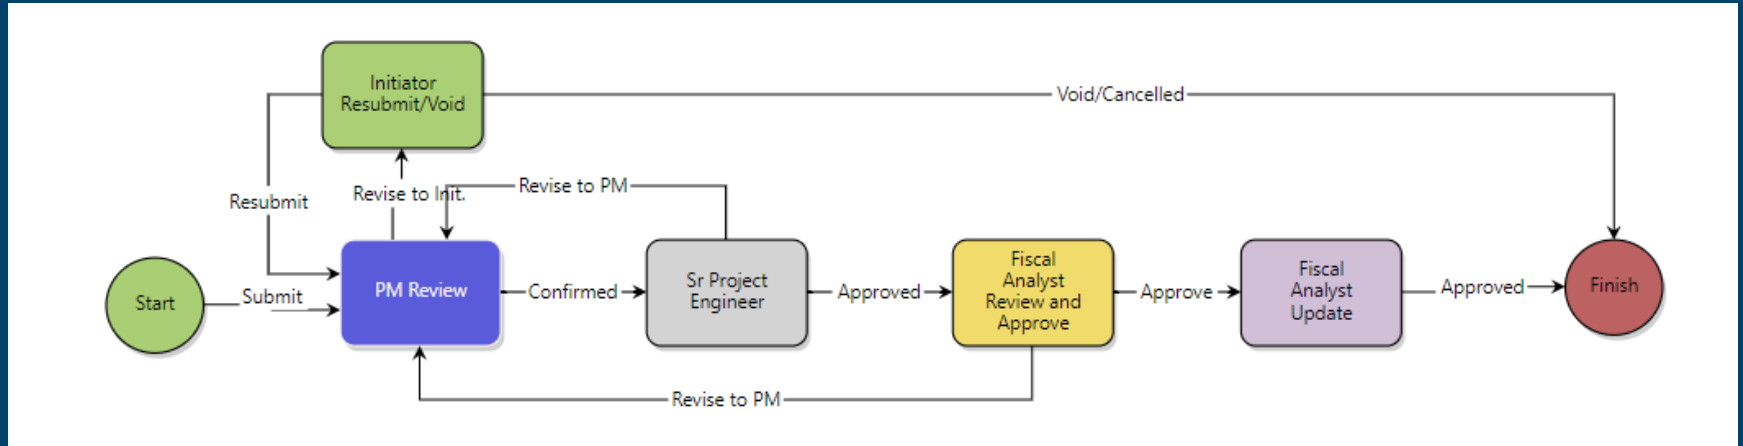 Initiator
Resubmit/Void
Void/Cancelled
Resubmit
Revise to Init.
Revise to PM
Start
Submit
PM Review
Confirmed
Sr Project
Engineer
Approved
Fiscal
Analyst
Review and
Approve
Approve
Fiscal
Analyst
Update
Approved
Finish
Revise to PM